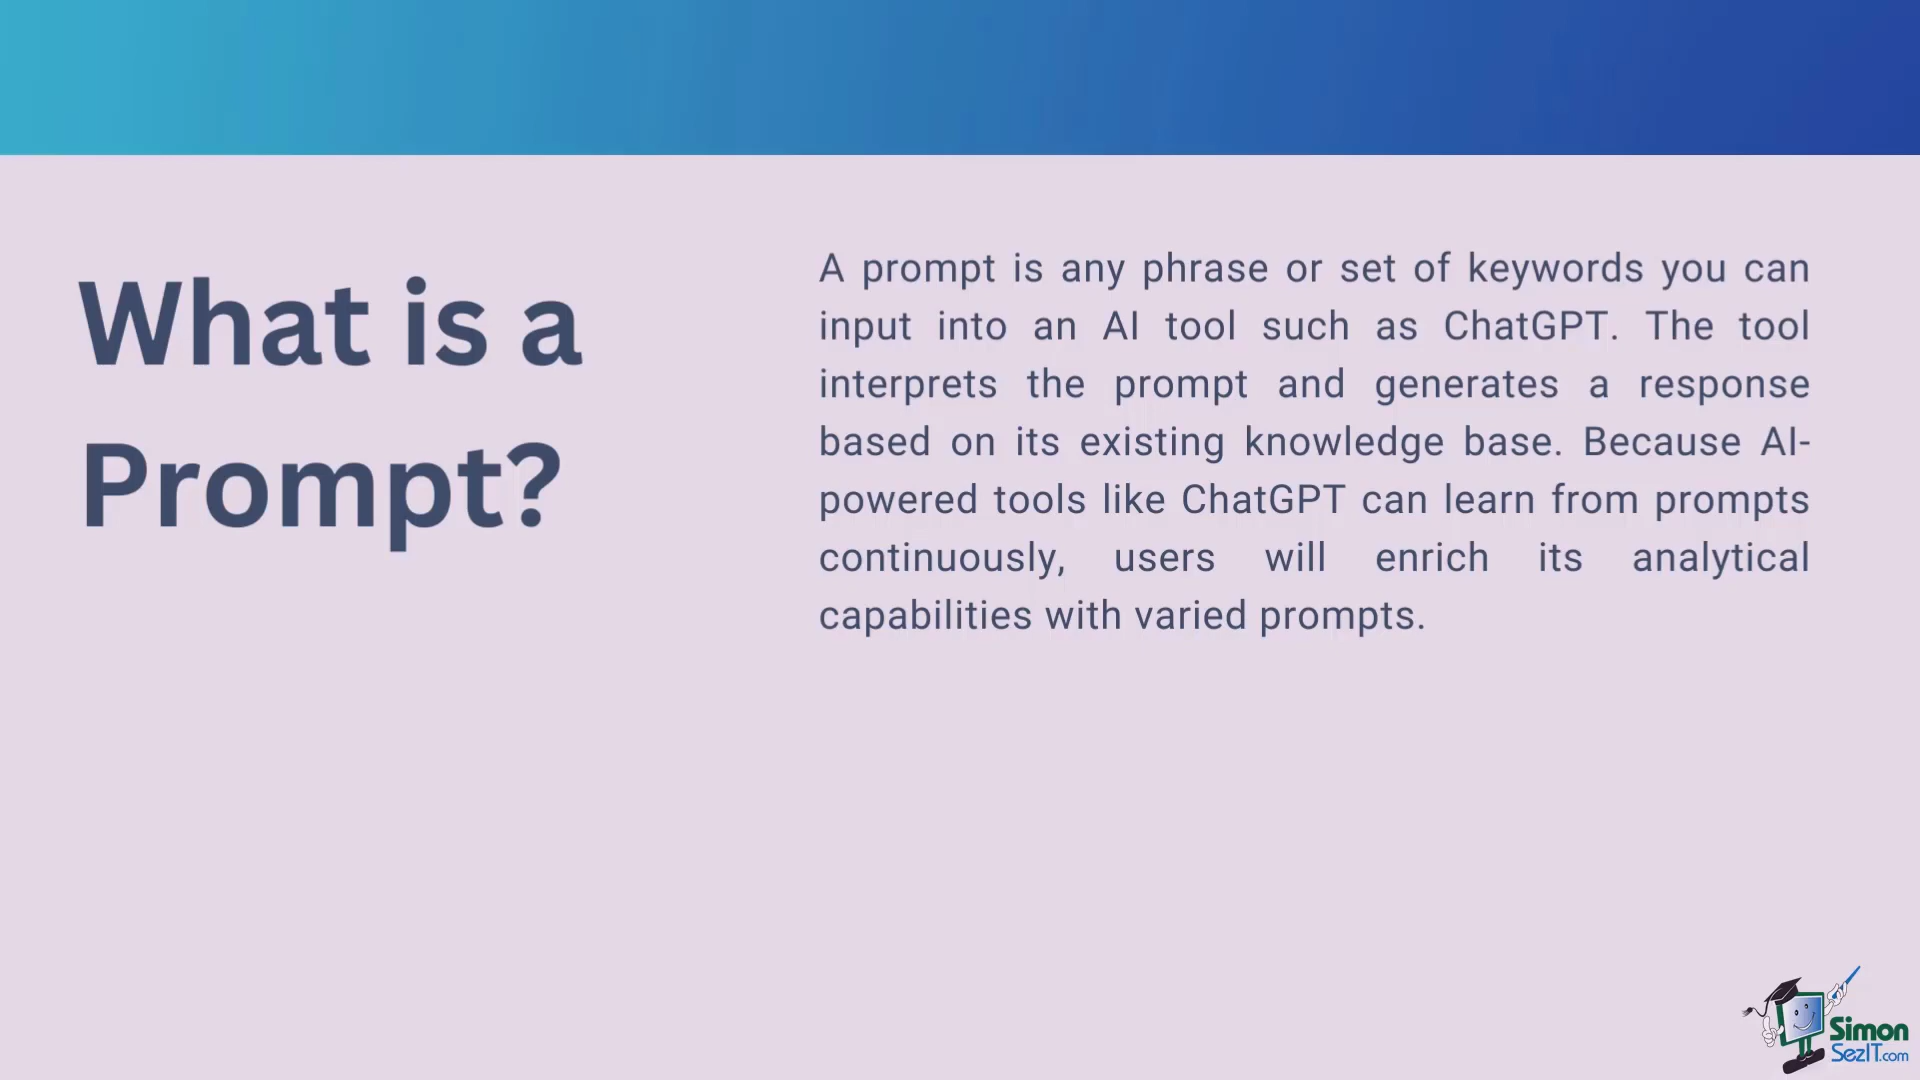 What is a
Prompt?
A prompt is any phrase or set of keywords you can
input into an AI tool such as ChatGPT. The tool
interprets the prompt and generates a response
based on its existing knowledge base. Because AI-
powered tools like ChatGPT can learn from prompts
continuously, users will enrich its analytical
capabilities with varied prompts.
Simon
SezIT.com